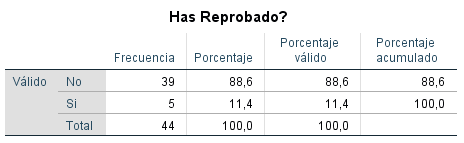 Has Reprobado?
Frecuencia Porcentaje Porcentaje válido Porcentaje acumulado
Válido No 39 88,6 88,6 88,6
Si 5 11,4 11,4 100,0
Total 44 100,0 100,0